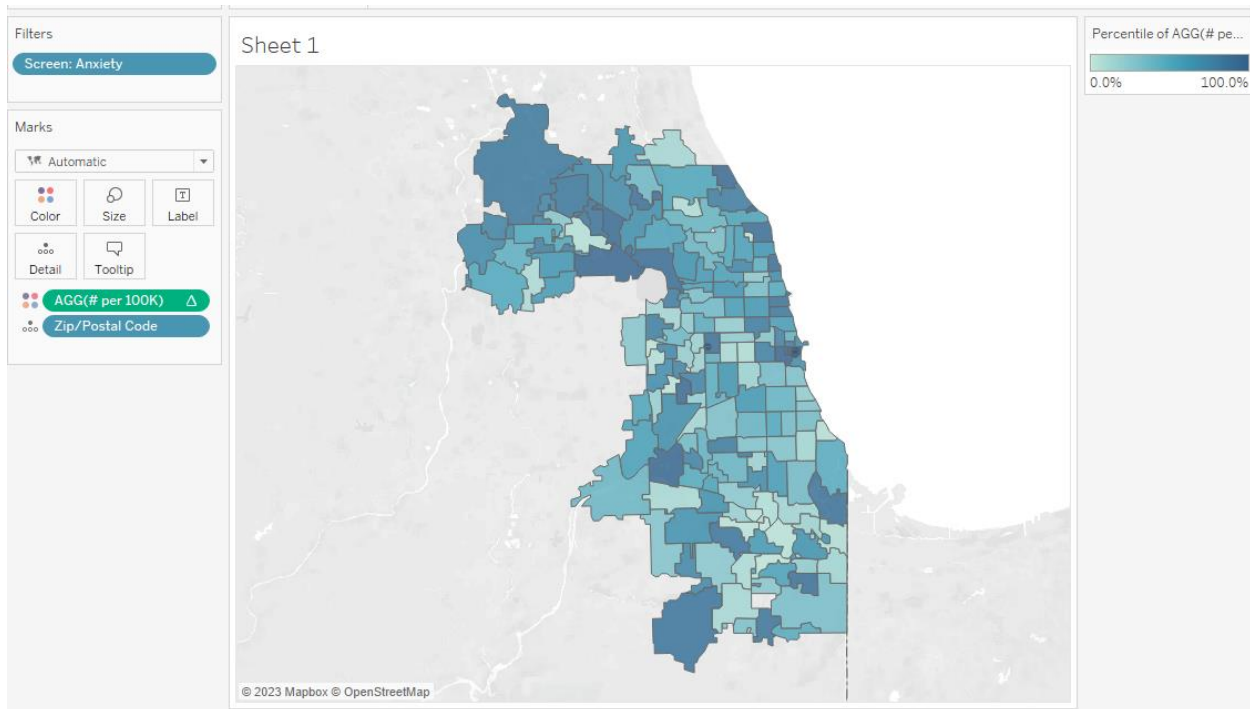 Filters
Screen: Anxiety
Marks
Automatic
Color
Size
Label
Detail
Tooltip
AGG(# per 100K) Δ
Zip/Postal Code
Sheet 1
© 2023 Mapbox © OpenStreetMap
Percentile of AGG(# pe...
0.0% 100.0%